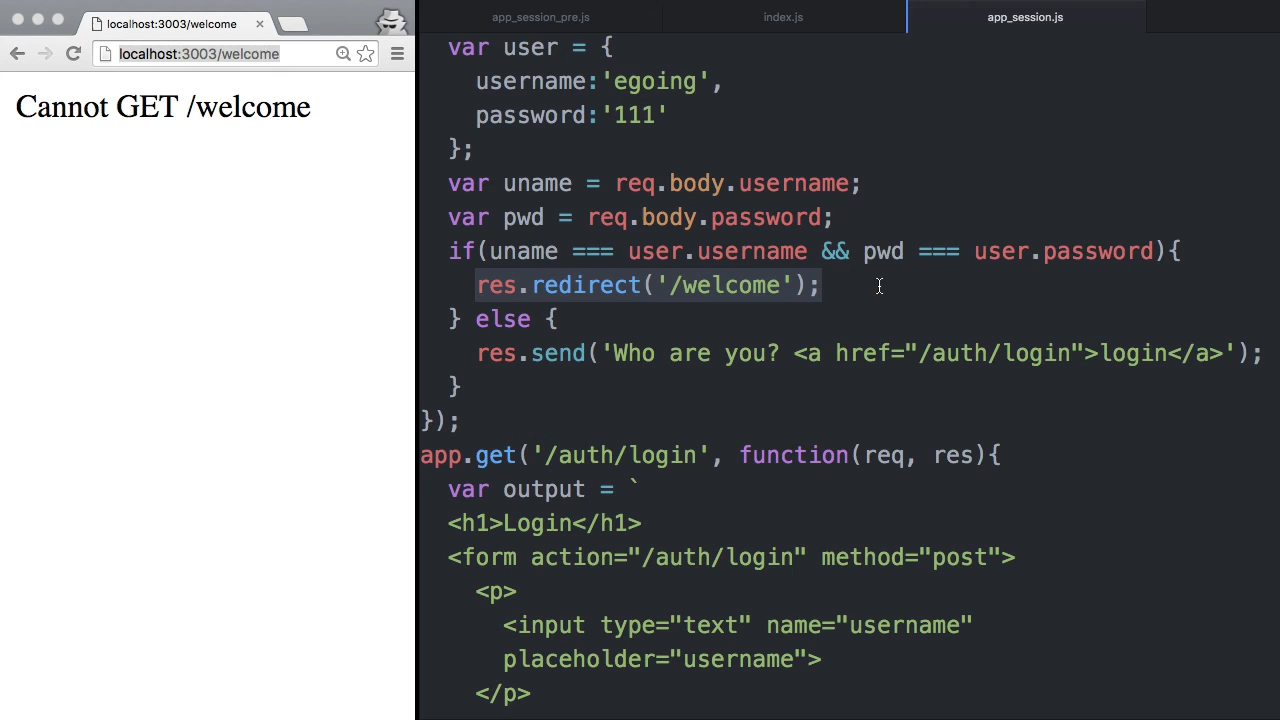 localhost:3003/welcome
localhost:3003/welcome
Cannot GET /welcome
app_session_pre.js
index.js
app_session.js
var user = {
username:'egoing',
password:'111'
};
var uname = req.body.username;
var pwd = req.body.password;
if(uname === user.username && pwd === user.password){
res.redirect('/welcome');
} else {
res.send('Who are you? <a href="/auth/login">login</a>');
}
});
app.get('/auth/login', function(req, res){
var output = `
<h1>Login</h1>
<form action="/auth/login" method="post">
<p>
<input type="text" name="username"
placeholder="username">
</p>